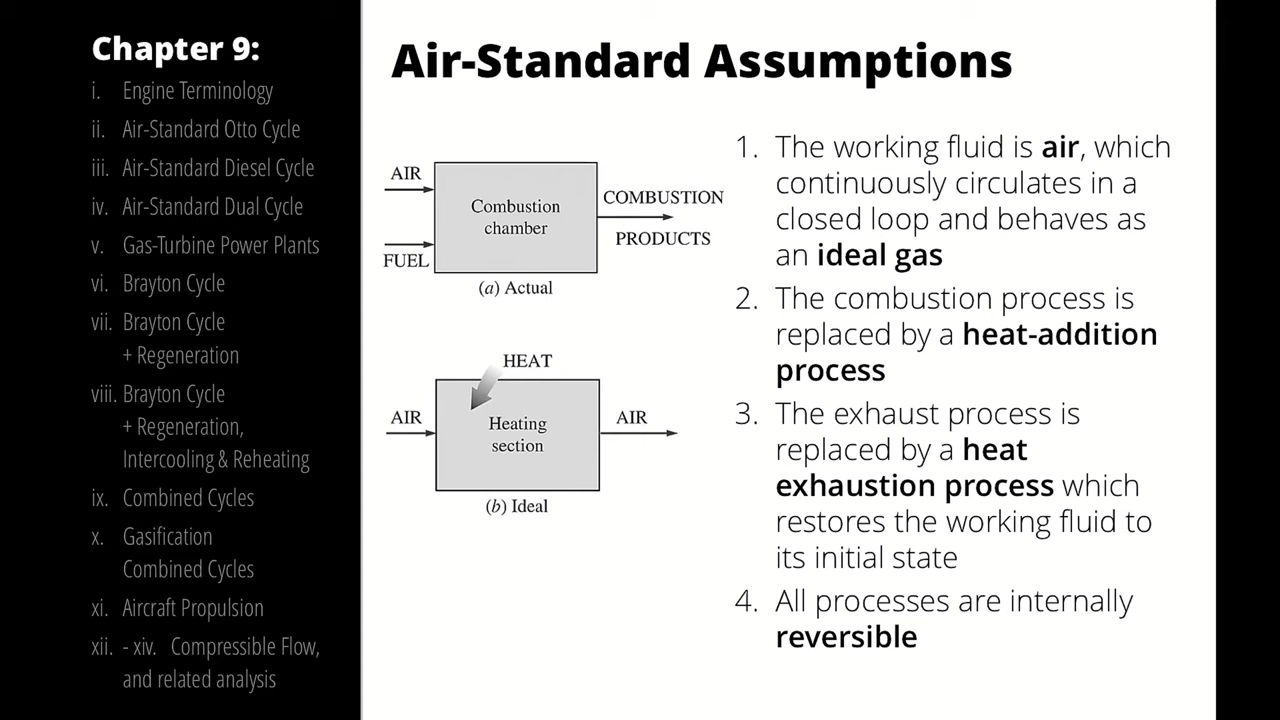 Chapter 9:
i. Engine Terminology
ii. Air-Standard Otto Cycle
iii. Air-Standard Diesel Cycle
iv. Air-Standard Dual Cycle
v. Gas-Turbine Power Plants
vi. Brayton Cycle
vii. Brayton Cycle
+ Regeneration
viii. Brayton Cycle
+ Regeneration,
Intercooling & Reheating
ix. Combined Cycles
x. Gasification
Combined Cycles
xi. Aircraft Propulsion
xii. - xiv. Compressible Flow,
and related analysis
Air-Standard Assumptions
AIR
FUEL
Combustion
chamber
COMBUSTION
PRODUCTS
(a) Actual
HEAT
AIR
Heating
section
AIR
(b) Ideal
1. The working fluid is air, which
continuously circulates in a
closed loop and behaves as
an ideal gas
2. The combustion process is
replaced by a heat-addition
process
3. The exhaust process is
replaced by a heat
exhaustion process which
restores the working fluid to
its initial state
4. All processes are internally
reversible